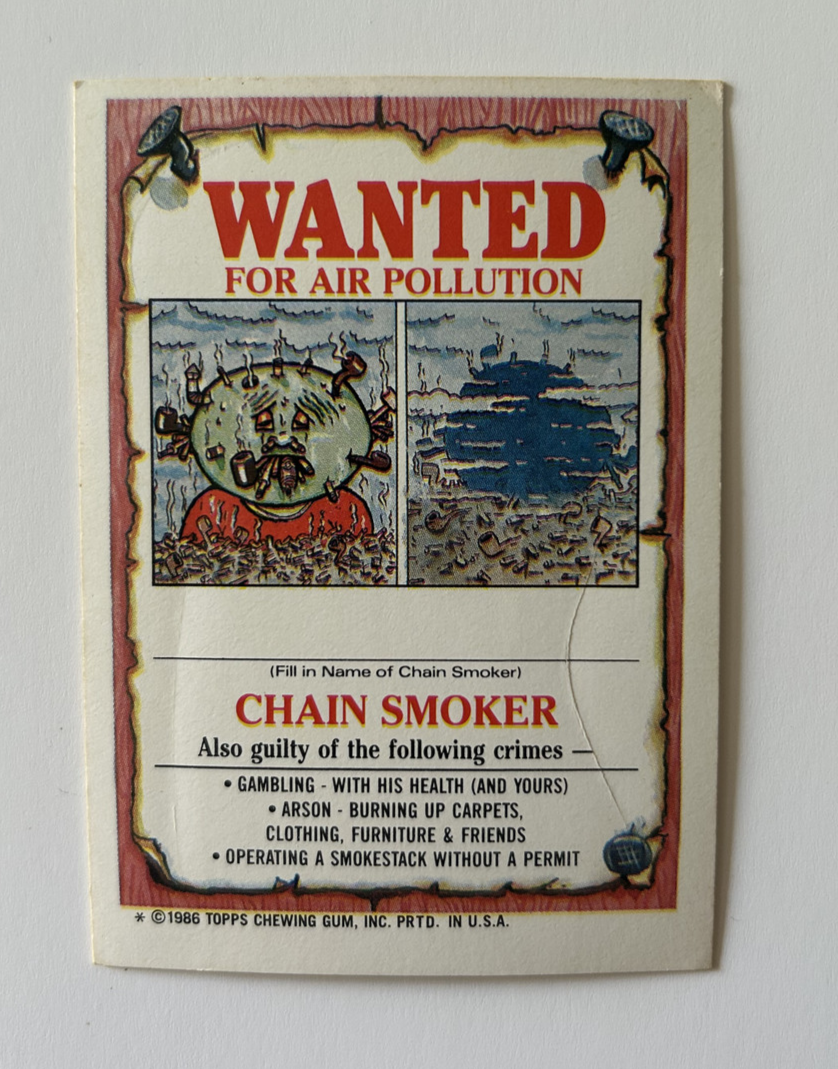 WANTED
FOR AIR POLLUTION
(Fill in Name of Chain Smoker)
CHAIN SMOKER
Also guilty of the following crimes —
• GAMBLING - WITH HIS HEALTH (AND YOURS)
• ARSON - BURNING UP CARPETS,
CLOTHING, FURNITURE & FRIENDS
• OPERATING A SMOKESTACK WITHOUT A PERMIT
* ©1986 TOPPS CHEWING GUM, INC. PRTD. IN U.S.A.